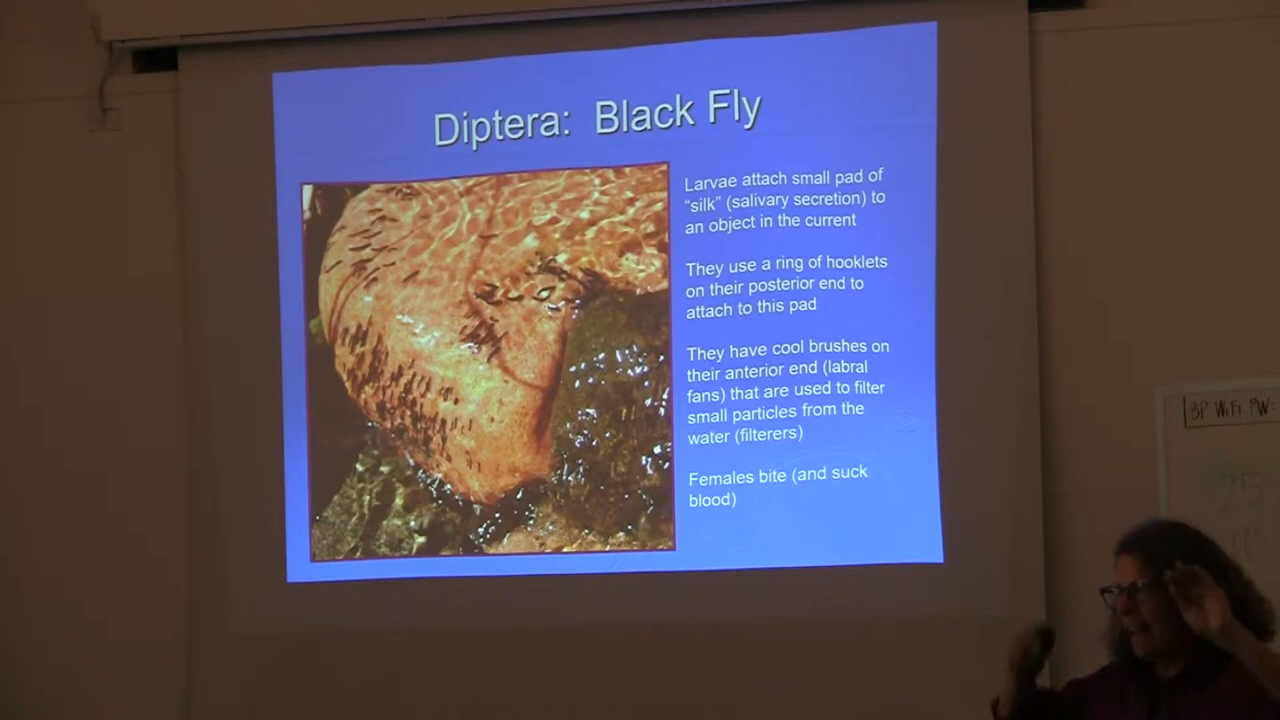 Diptera: Black Fly
Larvae attach small pad of
“silk” (salivary secretion) to
an object in the current
They use a ring of hooklets
on their posterior end to
attach to this pad
They have cool brushes on
their anterior end (labral
fans) that are used to filter
small particles from the
water (filterers)
Females bite (and suck
blood)
BP WiFi PW: